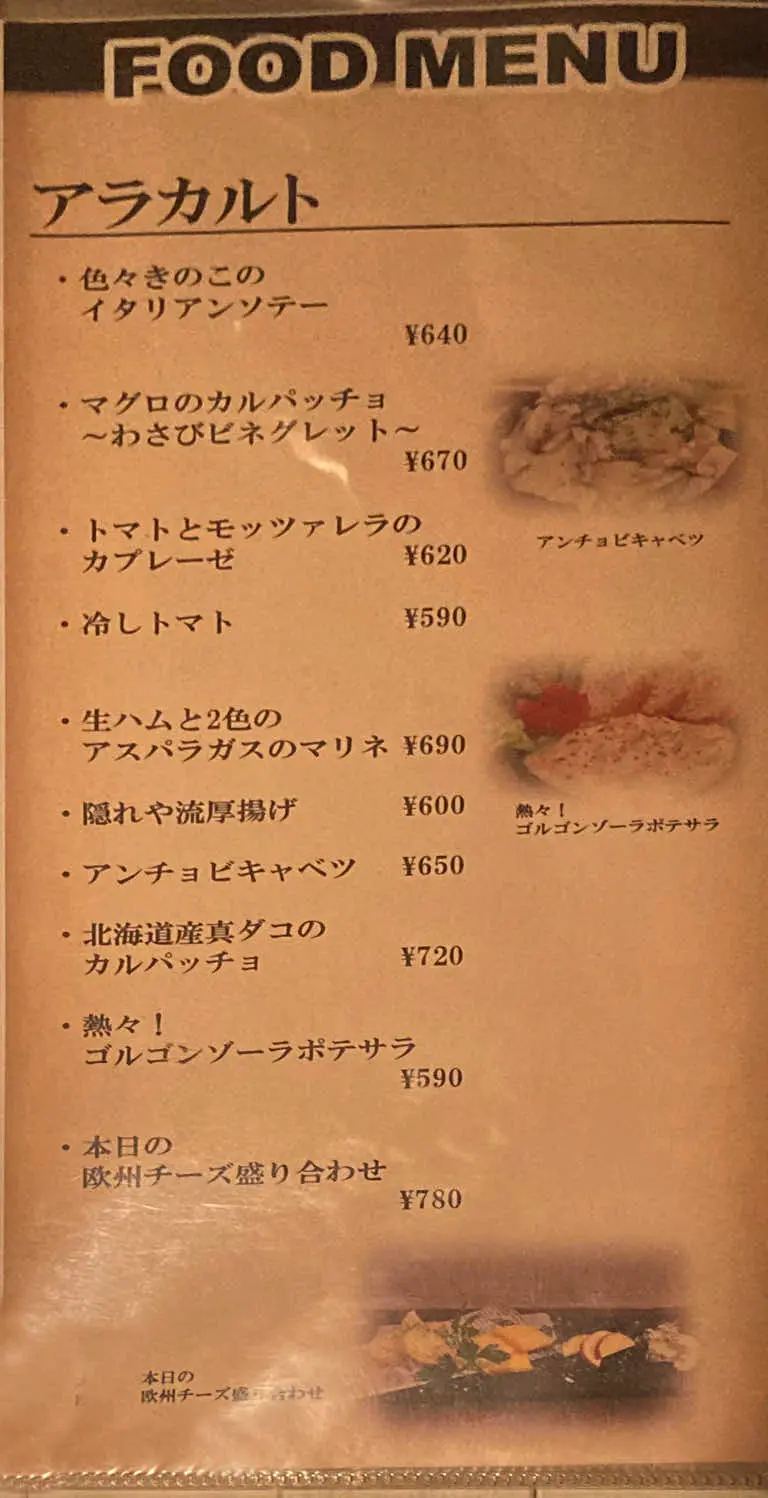 FOOD MENU
アラカルト
・色々きのこの
イタリアンソテー
¥640
・マグロのカルパッチョ
～わさびビネグレット～
¥670
・トマトとモッツァレラの
カプレーゼ ¥620
・冷しトマト ¥590
・生ハムと2色の
アスパラガスのマリネ ¥690
・隠れや流厚揚げ ¥600
・アンチョビキャベツ ¥650
・北海道産真ダコの
カルパッチョ ¥720
・熱々！
ゴルゴンゾーラポテサラ
¥590
・本日の
欧州チーズ盛り合わせ
¥780
アンチョビキャベツ
熱々！
ゴルゴンゾーラポテサラ
本日の
欧州チーズ盛り合わせ